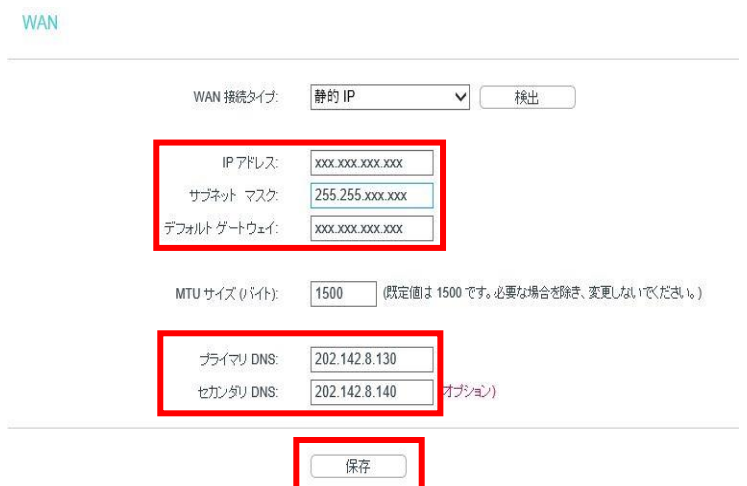 WAN
WAN 接続タイプ: 静的 IP 検出
IP アドレス: xxx.xxx.xxx.xxx
サブネット マスク: 255.255.xxx.xxx
デフォルト ゲートウェイ: xxx.xxx.xxx.xxx
MTU サイズ (バイト): 1500 (既定値は 1500 です。必要な場合を除き、変更しないでください。)
プライマリ DNS: 202.142.8.130
セカンダリ DNS: 202.142.8.140 オプション)
保存